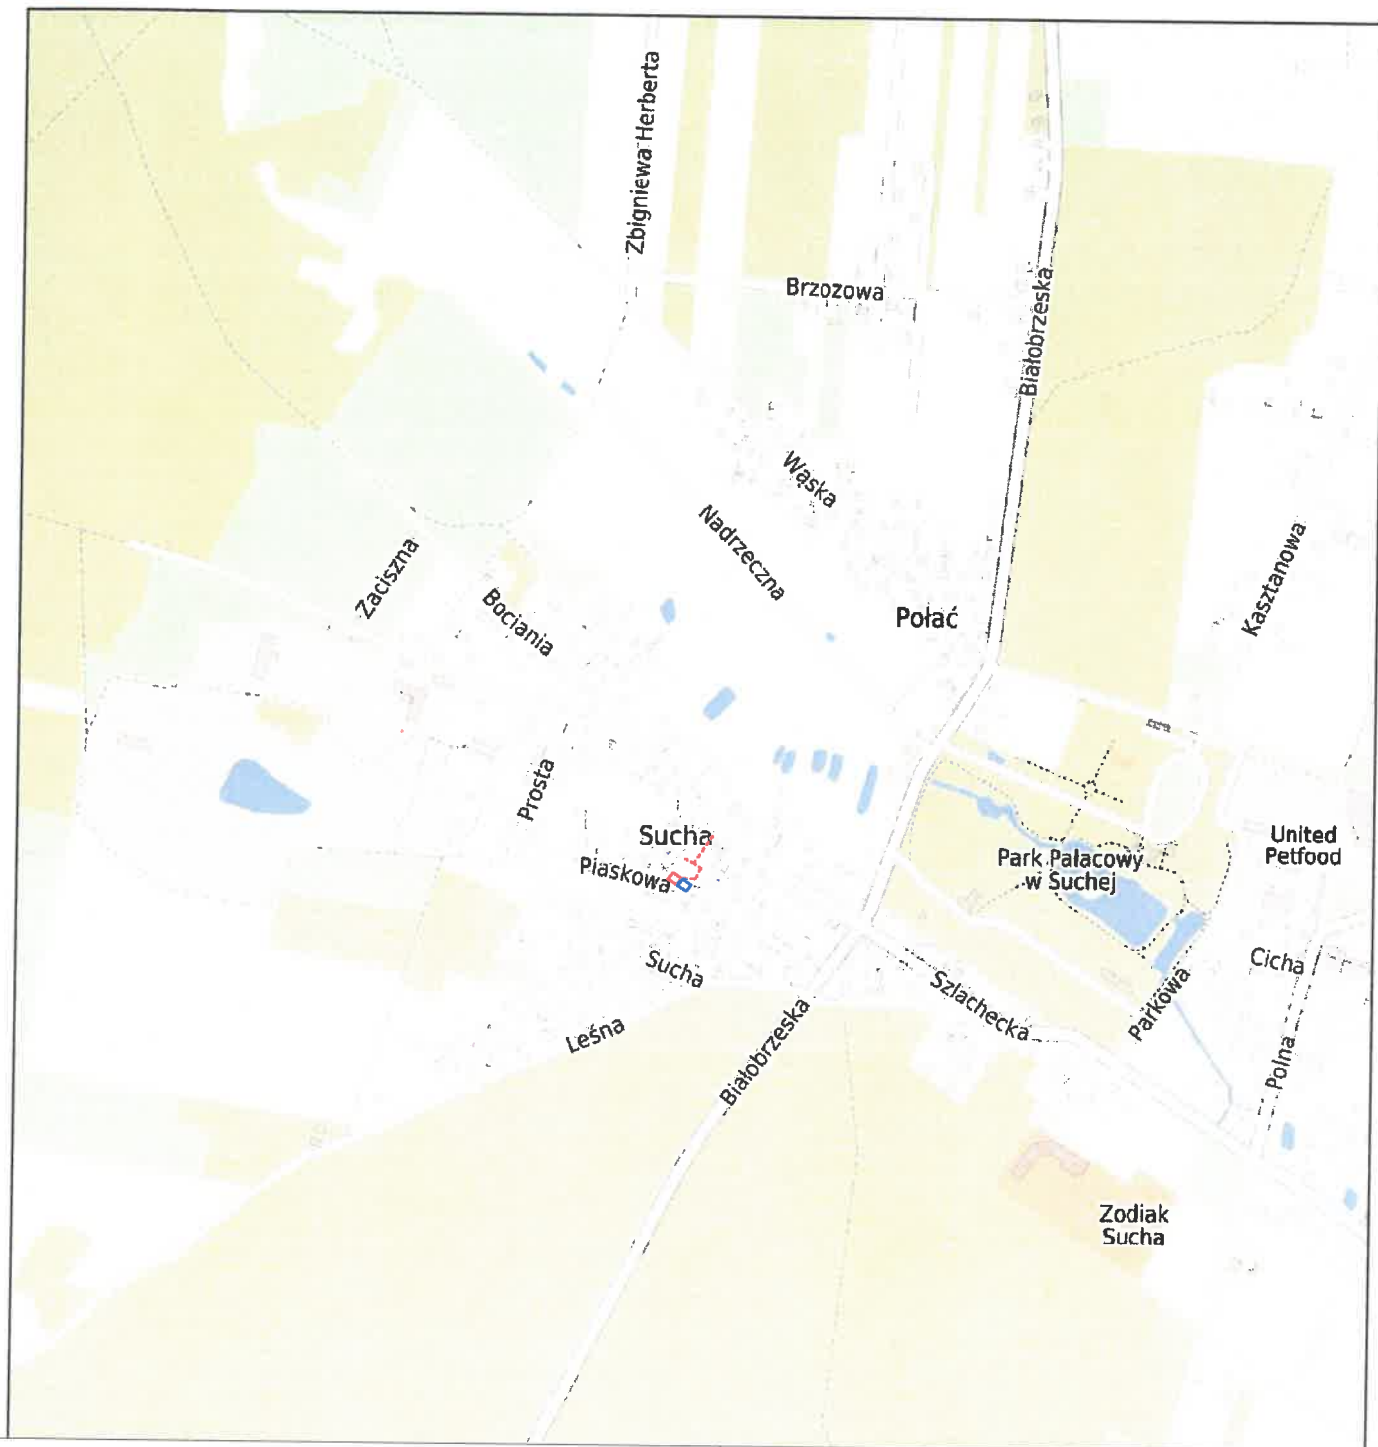 Zbigniewa Herberta
Brzozowa
Białobrzeska
Wąska
Nadrzeczna
Kasztanowa
Zaciszna
Bociania
Połać
Prosta
Sucha
Piaskowa
United
Petfood
Park Pałacowy
w Suchej
Sucha
Cicha
Szlachecka
Parkowa
Leśna
Białobrzeska
Polna
Zodiak
Sucha